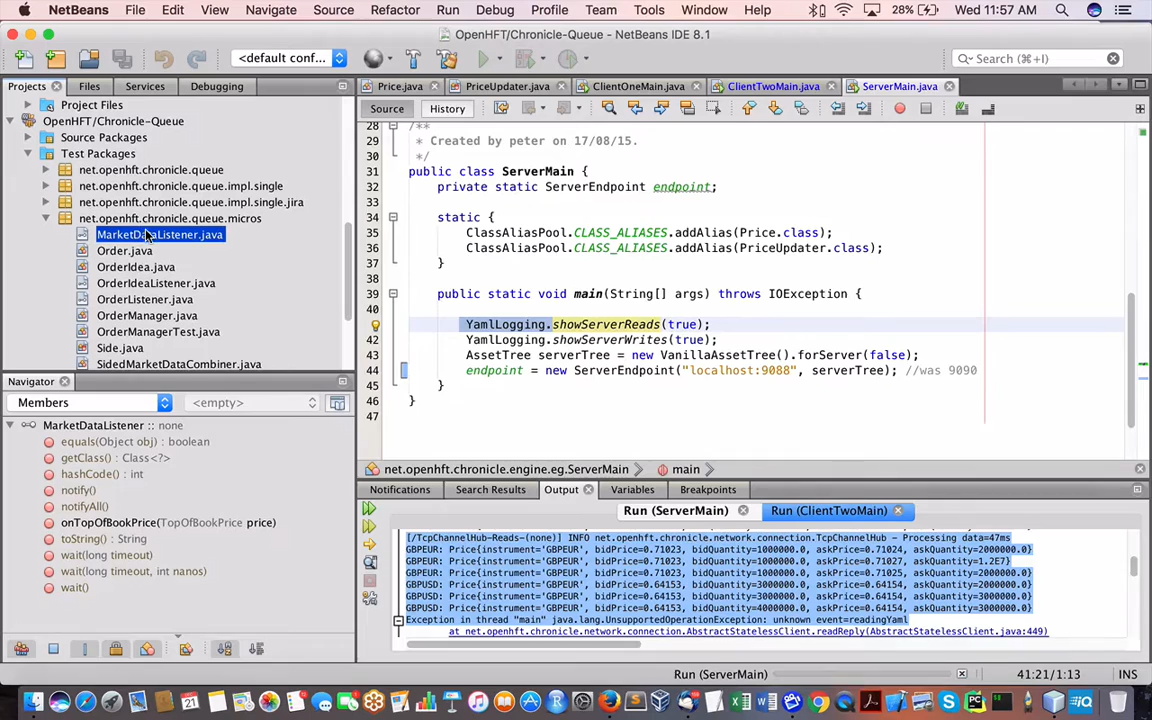 NetBeans File Edit View Navigate Source Refactor Run Debug Profile Team Tools Window Help 28% Wed 11:57 AM
OpenHFT/Chronicle-Queue - NetBeans IDE 8.1
<default conf... Search (⌘+I)
Projects Files Services Debugging
Price.java PriceUpdater.java ClientOneMain.java ClientTwoMain.java ServerMain.java
Source History
Project Files
OpenHFT/Chronicle-Queue
Source Packages
Test Packages
net.openhft.chronicle.queue
net.openhft.chronicle.queue.impl.single
net.openhft.chronicle.queue.impl.single.jira
net.openhft.chronicle.queue.micros
MarketDataListener.java
Order.java
OrderIdea.java
OrderIdeaListener.java
OrderListener.java
OrderManager.java
OrderManagerTest.java
Side.java
SidedMarketDataCombiner.java
28 /**
29 * Created by peter on 17/08/15.
30 */
31 public class ServerMain {
32 private static ServerEndpoint endpoint;
33
34 static {
35 ClassAliasPool.CLASS_ALIASES.addAlias(Price.class);
36 ClassAliasPool.CLASS_ALIASES.addAlias(PriceUpdater.class);
37 }
38
39 public static void main(String[] args) throws IOException {
40
YamlLogging.showServerReads(true);
42 YamlLogging.showServerWrites(true);
43 AssetTree serverTree = new VanillaAssetTree().forServer(false);
44 endpoint = new ServerEndpoint("localhost:9088", serverTree); //was 9090
45 }
46 }
47
net.openhft.chronicle.engine.eg.ServerMain main
Navigator
Members <empty>
MarketDataListener :: none
equals(Object obj) : boolean
getClass() : Class<?>
hashCode() : int
notify()
notifyAll()
onTopOfBookPrice(TopOfBookPrice price)
toString() : String
wait(long timeout)
wait(long timeout, int nanos)
wait()
Notifications Search Results Output Variables Breakpoints
Run (ServerMain) Run (ClientTwoMain)
[/TcpChannelHub-Reads-(none)] INFO net.openhft.chronicle.network.connection.TcpChannelHub - Processing data=47ms
GBPEUR: Price{instrument='GBPEUR', bidPrice=0.71023, bidQuantity=1000000.0, askPrice=0.71024, askQuantity=2000000.0}
GBPEUR: Price{instrument='GBPEUR', bidPrice=0.71023, bidQuantity=1000000.0, askPrice=0.71027, askQuantity=1.2E7}
GBPEUR: Price{instrument='GBPEUR', bidPrice=0.71023, bidQuantity=1000000.0, askPrice=0.71027, askQuantity=2000000.0}
GBPUSD: Price{instrument='GBPUSD', bidPrice=0.64153, bidQuantity=3000000.0, askPrice=0.64154, askQuantity=2000000.0}
GBPUSD: Price{instrument='GBPUSD', bidPrice=0.64153, bidQuantity=3000000.0, askPrice=0.64154, askQuantity=3000000.0}
GBPUSD: Price{instrument='GBPUSD', bidPrice=0.64153, bidQuantity=4000000.0, askPrice=0.64154, askQuantity=3000000.0}
Exception in thread "main" java.lang.UnsupportedOperationException: unknown event=readingYaml
at net.openhft.chronicle.network.connection.AbstractStatelessClient.readReply(AbstractStatelessClient.java:449)
Run (ServerMain) 41:21/1:13 INS